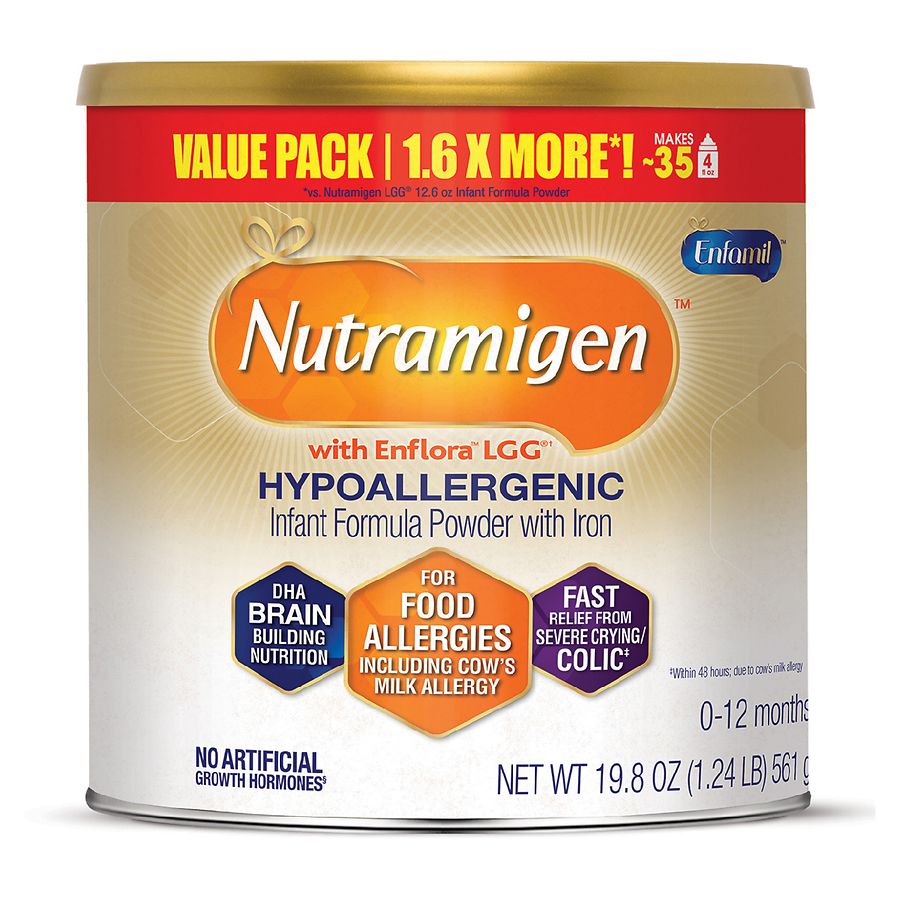 VALUE PACK | 1.6 X MORE*! MAKES ~35 4 fl oz
*vs. Nutramigen LGG® 12.6 oz Infant Formula Powder
Enfamil™
Nutramigen™
with Enflora™ LGG®†
HYPOALLERGENIC
Infant Formula Powder with Iron
DHA
BRAIN
BUILDING
NUTRITION
FOR
FOOD
ALLERGIES
INCLUDING COW'S
MILK ALLERGY
FAST
RELIEF FROM
SEVERE CRYING/
COLIC‡
‡Within 48 hours; due to cow's milk allergy
0-12 months
NO ARTIFICIAL
GROWTH HORMONES§
NET WT 19.8 OZ (1.24 LB) 561 g